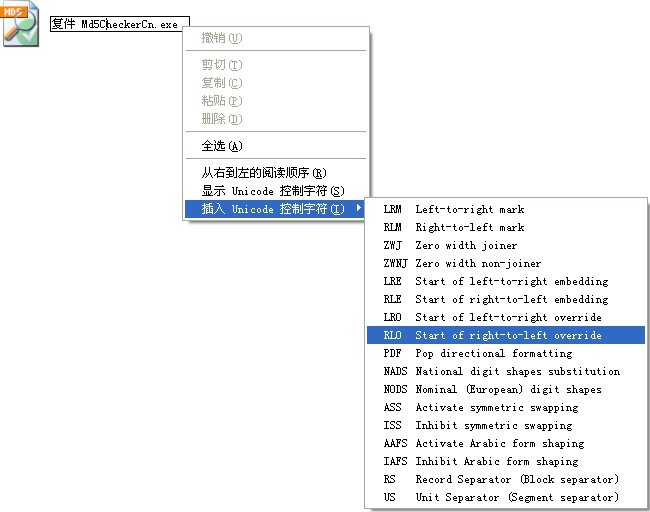 MD5
复件 Md5CheckerCn.exe
撤销(U)
剪切(T)
复制(C)
粘贴(P)
删除(D)
全选(A)
从右到左的阅读顺序(R)
显示 Unicode 控制字符(S)
插入 Unicode 控制字符(I)
LRM Left-to-right mark
RLM Right-to-left mark
ZWJ Zero width joiner
ZWNJ Zero width non-joiner
LRE Start of left-to-right embedding
RLE Start of right-to-left embedding
LRO Start of left-to-right override
RLO Start of right-to-left override
PDF Pop directional formatting
NADS National digit shapes substitution
NODS Nominal (European) digit shapes
ASS Activate symmetric swapping
ISS Inhibit symmetric swapping
AAFS Activate Arabic form shaping
IAFS Inhibit Arabic form shaping
RS Record Separator (Block separator)
US Unit Separator (Segment separator)